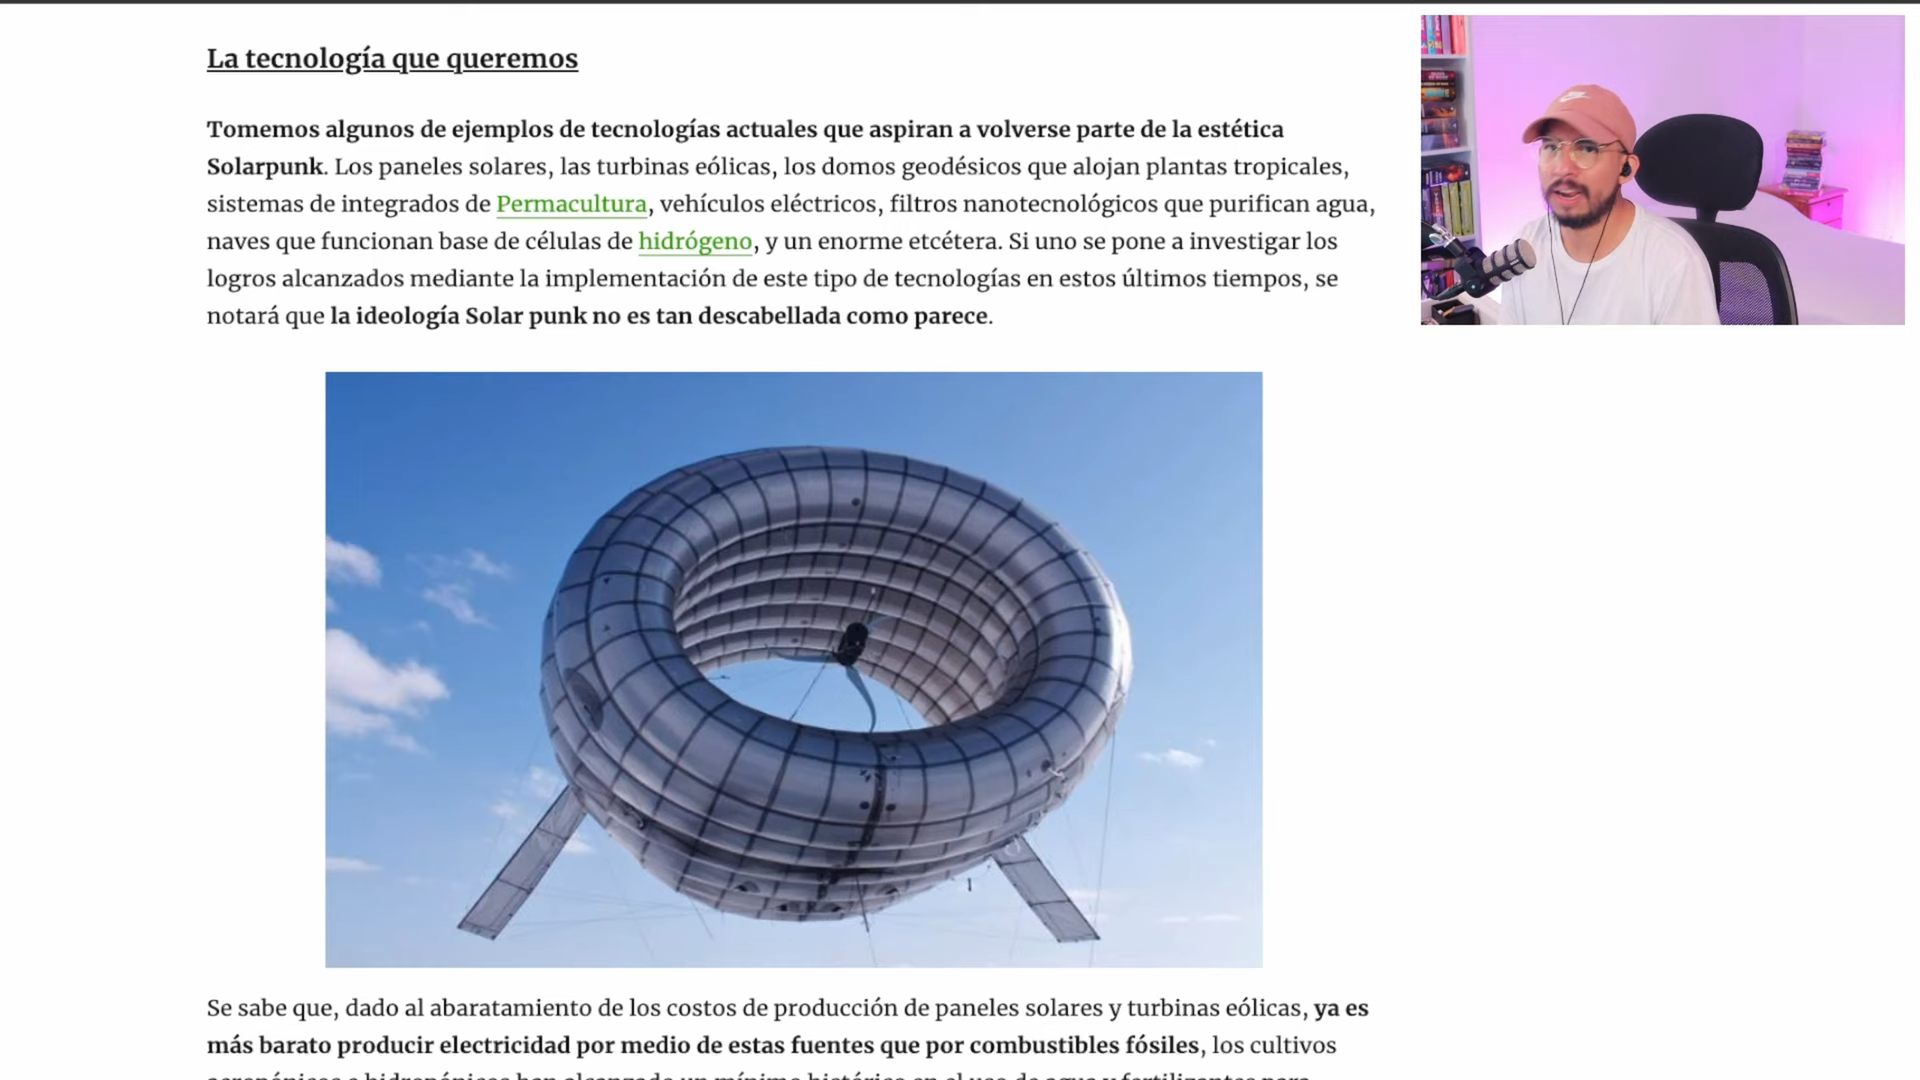 La tecnología que queremos
Tomemos algunos de ejemplos de tecnologías actuales que aspiran a volverse parte de la estética
Solarpunk. Los paneles solares, las turbinas eólicas, los domos geodésicos que alojan plantas tropicales,
sistemas de integrados de Permacultura, vehículos eléctricos, filtros nanotecnológicos que purifican agua,
naves que funcionan base de células de hidrógeno, y un enorme etcétera. Si uno se pone a investigar los
logros alcanzados mediante la implementación de este tipo de tecnologías en estos últimos tiempos, se
notará que la ideología Solar punk no es tan descabellada como parece.
Se sabe que, dado al abaratamiento de los costos de producción de paneles solares y turbinas eólicas, ya es
más barato producir electricidad por medio de estas fuentes que por combustibles fósiles, los cultivos